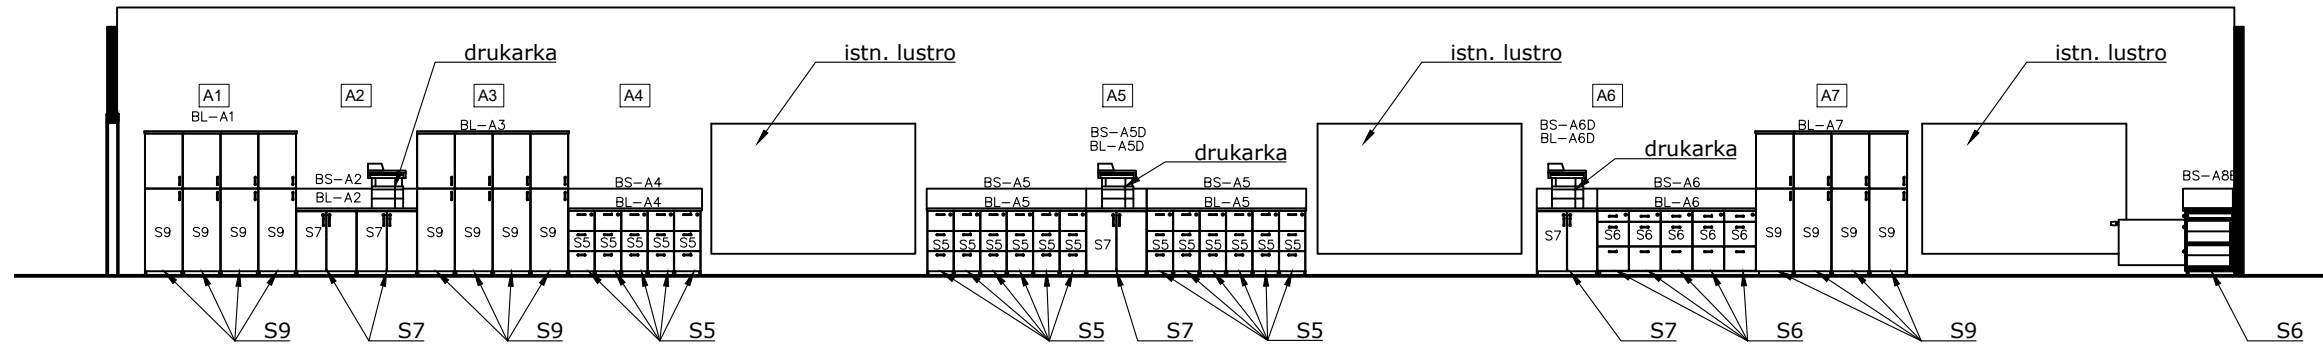 drukarka
istn. lustro
istn. lustro
istn. lustro
A1
A2
A3
A4
A5
A6
A7
BL-A1
BL-A3
BS-A5D
BL-A5D
BS-A6D
BL-A6D
BL-A7
drukarka
drukarka
BS-A2
BS-A4
BS-A5
BS-A5
BS-A6
BS-A8B
BL-A2
BL-A4
BL-A5
BL-A5
BL-A6
S9 S9 S9 S9
S7 S7
S9 S9 S9 S9
S5 S5 S5 S5 S5
S5 S5 S5 S5 S5 S5
S7
S5 S5 S5 S5 S5 S5
S7
S6 S6 S6 S6 S6
S9 S9 S9 S9
S9
S7
S9
S5
S5
S7
S5
S7
S6
S9
S6